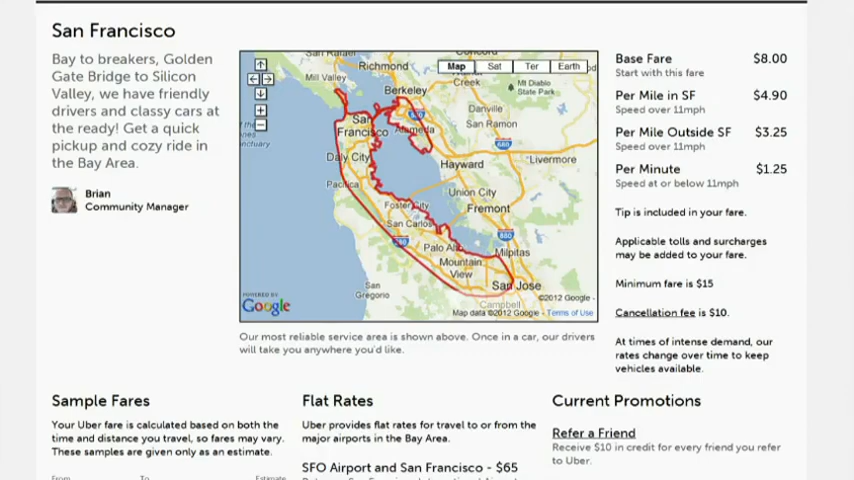 San Francisco
Bay to breakers, Golden
Gate Bridge to Silicon
Valley, we have friendly
drivers and classy cars at
the ready! Get a quick
pickup and cozy ride in
the Bay Area.
Brian
Community Manager
San Rafael
Richmond
Mill Valley
Berkeley
Concord
Map
Sat
Ter
Earth
Creek
Mt Diablo
State Park
Danville
San Ramon
San
Francisco
Alameda
Daly City
Pacifica
Hayward
Livermore
Union City
Foster City
Fremont
San Carlos
Palo Alto
Milpitas
Mountain
View
San
Gregorio
San Jose
Campbell
680
280
880
POWERED BY
Google
©2012 Google -
Map data ©2012 Google - Terms of Use
Our most reliable service area is shown above. Once in a car, our drivers
will take you anywhere you'd like.
Base Fare $8.00
Start with this fare
Per Mile in SF $4.90
Speed over 11mph
Per Mile Outside SF $3.25
Speed over 11mph
Per Minute $1.25
Speed at or below 11mph
Tip is included in your fare.
Applicable tolls and surcharges
may be added to your fare.
Minimum fare is $15
Cancellation fee is $10.
At times of intense demand, our
rates change over time to keep
vehicles available.
Sample Fares
Your Uber fare is calculated based on both the
time and distance you travel, so fares may vary.
These samples are given only as an estimate.
From To Estimate
Flat Rates
Uber provides flat rates for travel to or from the
major airports in the Bay Area.
SFO Airport and San Francisco - $65
Current Promotions
Refer a Friend
Receive $10 in credit for every friend you refer
to Uber.